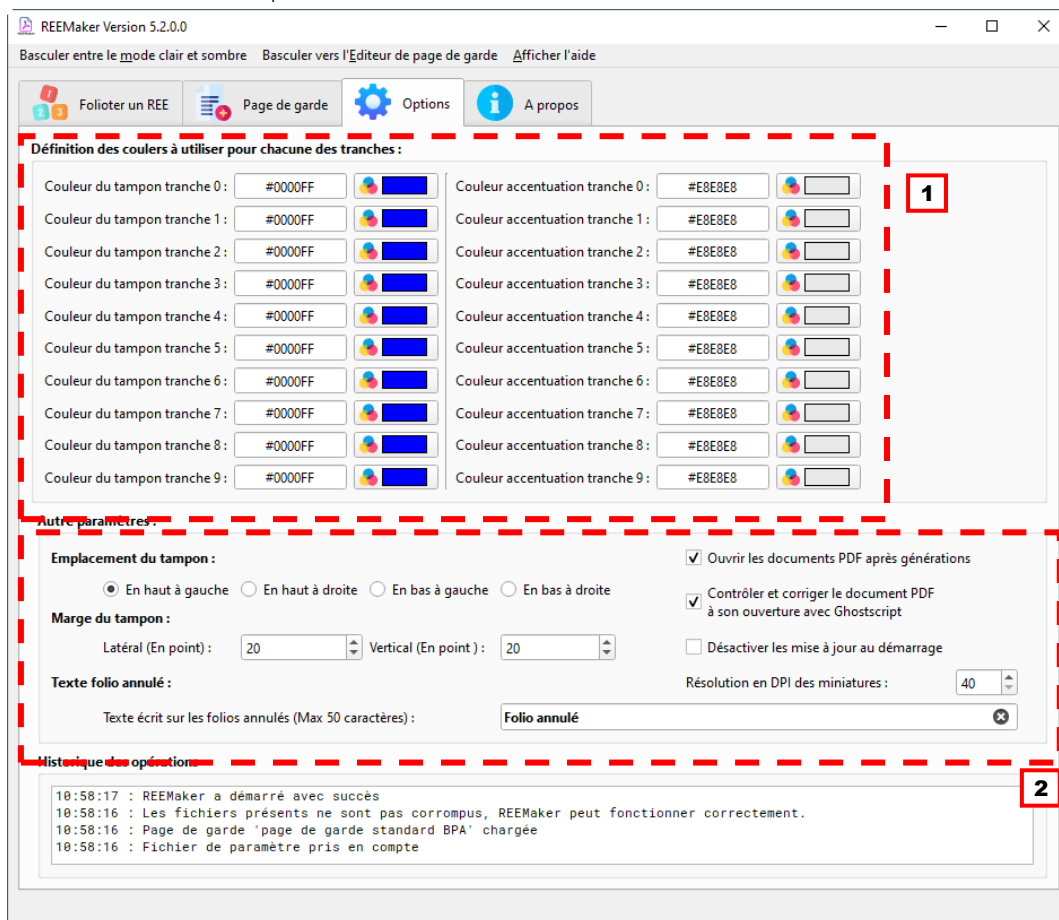 REEMaker Version 5.2.0.0
Basculer entre le mode clair et sombre Basculer vers l'Editeur de page de garde Afficher l'aide
1 2 3 Folioter un REE Page de garde Options i A propos
Définition des coulers à utiliser pour chacune des tranches :
1
Couleur du tampon tranche 0 : #0000FF Couleur accentuation tranche 0 : #E8E8E8
Couleur du tampon tranche 1 : #0000FF Couleur accentuation tranche 1 : #E8E8E8
Couleur du tampon tranche 2 : #0000FF Couleur accentuation tranche 2 : #E8E8E8
Couleur du tampon tranche 3 : #0000FF Couleur accentuation tranche 3 : #E8E8E8
Couleur du tampon tranche 4 : #0000FF Couleur accentuation tranche 4 : #E8E8E8
Couleur du tampon tranche 5 : #0000FF Couleur accentuation tranche 5 : #E8E8E8
Couleur du tampon tranche 6 : #0000FF Couleur accentuation tranche 6 : #E8E8E8
Couleur du tampon tranche 7 : #0000FF Couleur accentuation tranche 7 : #E8E8E8
Couleur du tampon tranche 8 : #0000FF Couleur accentuation tranche 8 : #E8E8E8
Couleur du tampon tranche 9 : #0000FF Couleur accentuation tranche 9 : #E8E8E8
Autre paramètres :
Emplacement du tampon :
En haut à gauche En haut à droite En bas à gauche En bas à droite
Marge du tampon :
Latéral (En point) : 20 Vertical (En point ) : 20
Texte folio annulé :
Texte écrit sur les folios annulés (Max 50 caractères) : Folio annulé
Ouvrir les documents PDF après générations
Contrôler et corriger le document PDF
à son ouverture avec Ghostscript
Désactiver les mise à jour au démarrage
Résolution en DPI des miniatures : 40
2
Historique des opérations
10:58:17 : REEMaker a démarré avec succès
10:58:16 : Les fichiers présents ne sont pas corrompus, REEMaker peut fonctionner correctement.
10:58:16 : Page de garde 'page de garde standard BPA' chargée
10:58:16 : Fichier de paramètre pris en compte